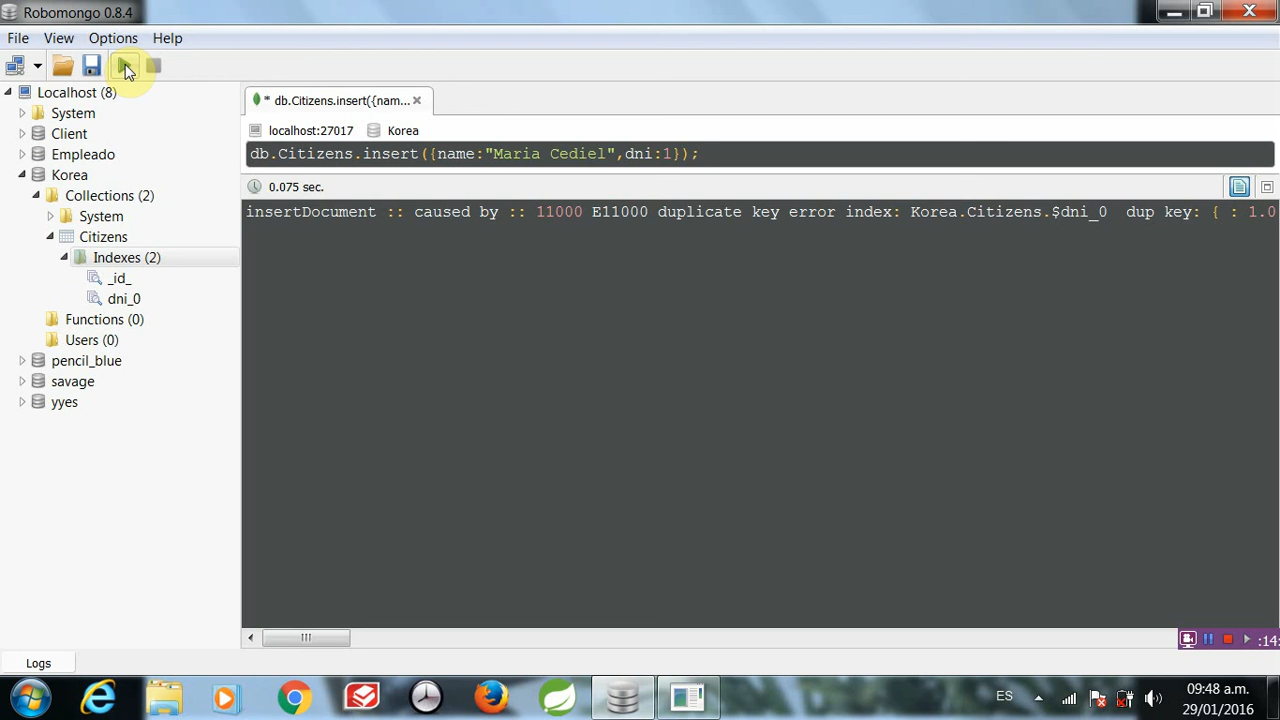 Robomongo 0.8.4
File View Options Help
Localhost (8)
System
Client
Empleado
Korea
Collections (2)
System
Citizens
Indexes (2)
_id_
dni_0
Functions (0)
Users (0)
pencil_blue
savage
yyes
* db.Citizens.insert({nam...
localhost:27017 Korea
db.Citizens.insert({name:"Maria Cediel",dni:1});
0.075 sec.
insertDocument :: caused by :: 11000 E11000 duplicate key error index: Korea.Citizens.$dni_0  dup key: { : 1.0
:14:
Logs
ES
09:48 a.m.
29/01/2016